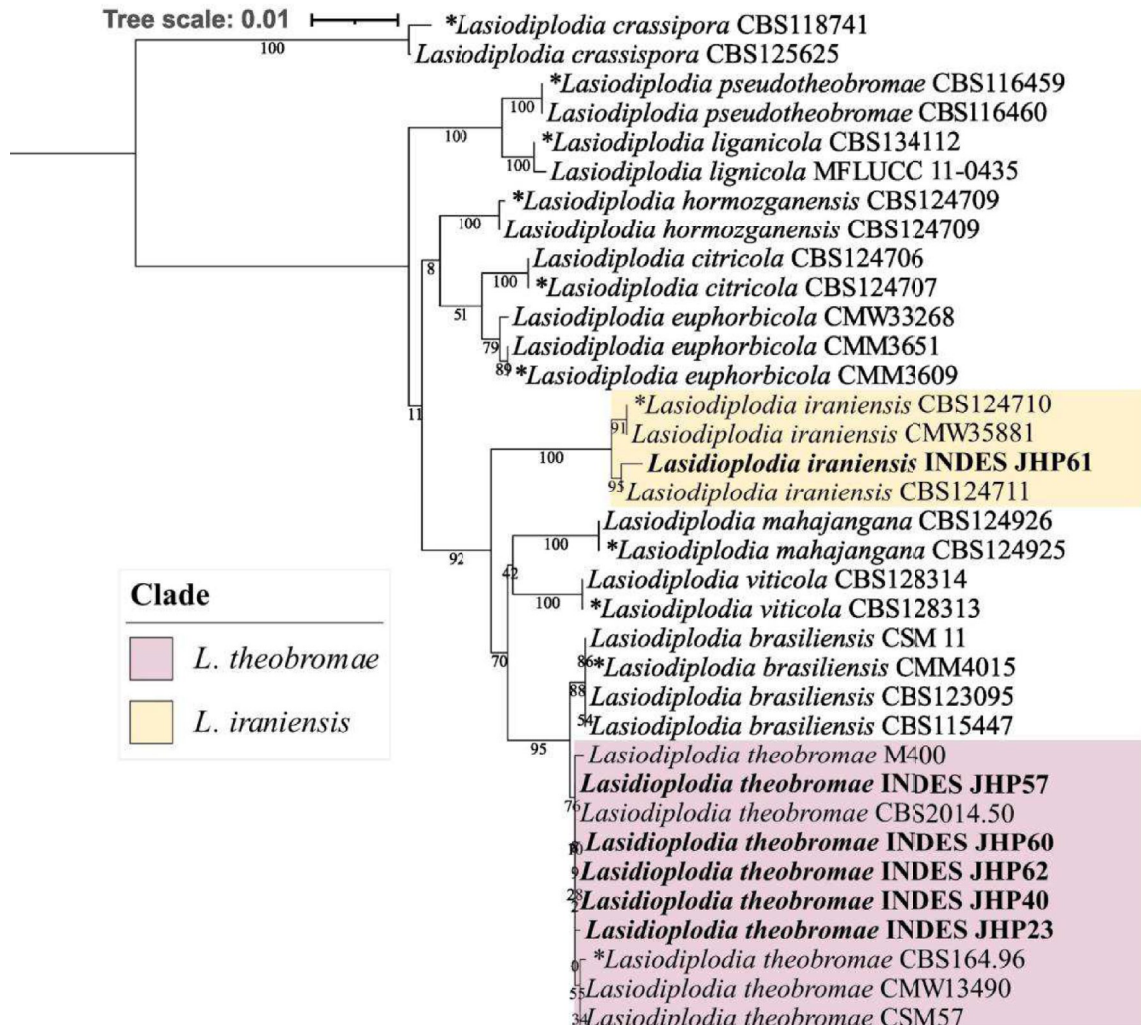 Tree scale: 0.01
*Lasiodiplodia crassipora CBS118741
100
Lasiodiplodia crassispora CBS125625
*Lasiodiplodia pseudotheobromae CBS116459
100
Lasiodiplodia pseudotheobromae CBS116460
100
*Lasiodiplodia liganicola CBS134112
100
Lasiodiplodia lignicola MFLUCC 11-0435
*Lasiodiplodia hormozganensis CBS124709
100
Lasiodiplodia hormozganensis CBS124709
8
Lasiodiplodia citricola CBS124706
100
*Lasiodiplodia citricola CBS124707
51
Lasiodiplodia euphorbicola CMW33268
79
Lasiodiplodia euphorbicola CMM3651
89
*Lasiodiplodia euphorbicola CMM3609
*Lasiodiplodia iraniensis CBS124710
11
91
Lasiodiplodia iraniensis CMW35881
100
Lasidioplodia iraniensis INDES JHP61
95
Lasiodiplodia iraniensis CBS124711
Lasiodiplodia mahajangana CBS124926
100
*Lasiodiplodia mahajangana CBS124925
92
42
Lasiodiplodia viticola CBS128314
100
*Lasiodiplodia viticola CBS128313
Clade
L. theobromae
L. iraniensis
Lasiodiplodia brasiliensis CSM 11
70
86
*Lasiodiplodia brasiliensis CMM4015
88
Lasiodiplodia brasiliensis CBS123095
54
Lasiodiplodia brasiliensis CBS115447
95
Lasiodiplodia theobromae M400
Lasidioplodia theobromae INDES JHP57
76
Lasiodiplodia theobromae CBS2014.50
Lasidioplodia theobromae INDES JHP60
9
Lasidioplodia theobromae INDES JHP62
28
Lasidioplodia theobromae INDES JHP40
2
Lasidioplodia theobromae INDES JHP23
*Lasiodiplodia theobromae CBS164.96
0
55
Lasiodiplodia theobromae CMW13490
34
Lasiodiplodia theobromae CSM57